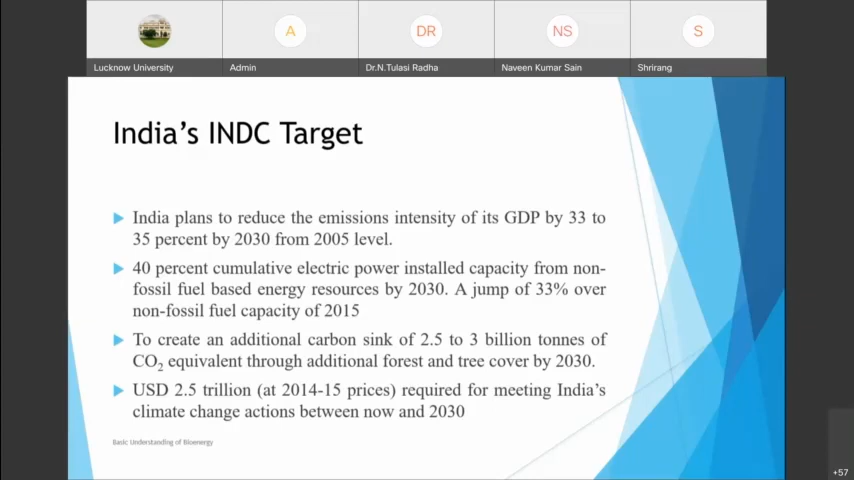 A
DR
NS
S
Lucknow University
Admin
Dr.N.Tulasi Radha
Naveen Kumar Sain
Shrirang
India's INDC Target
India plans to reduce the emissions intensity of its GDP by 33 to
35 percent by 2030 from 2005 level.
40 percent cumulative electric power installed capacity from non-
fossil fuel based energy resources by 2030. A jump of 33% over
non-fossil fuel capacity of 2015
To create an additional carbon sink of 2.5 to 3 billion tonnes of
CO₂ equivalent through additional forest and tree cover by 2030.
USD 2.5 trillion (at 2014-15 prices) required for meeting India's
climate change actions between now and 2030
Basic Understanding of Bioenergy
+57